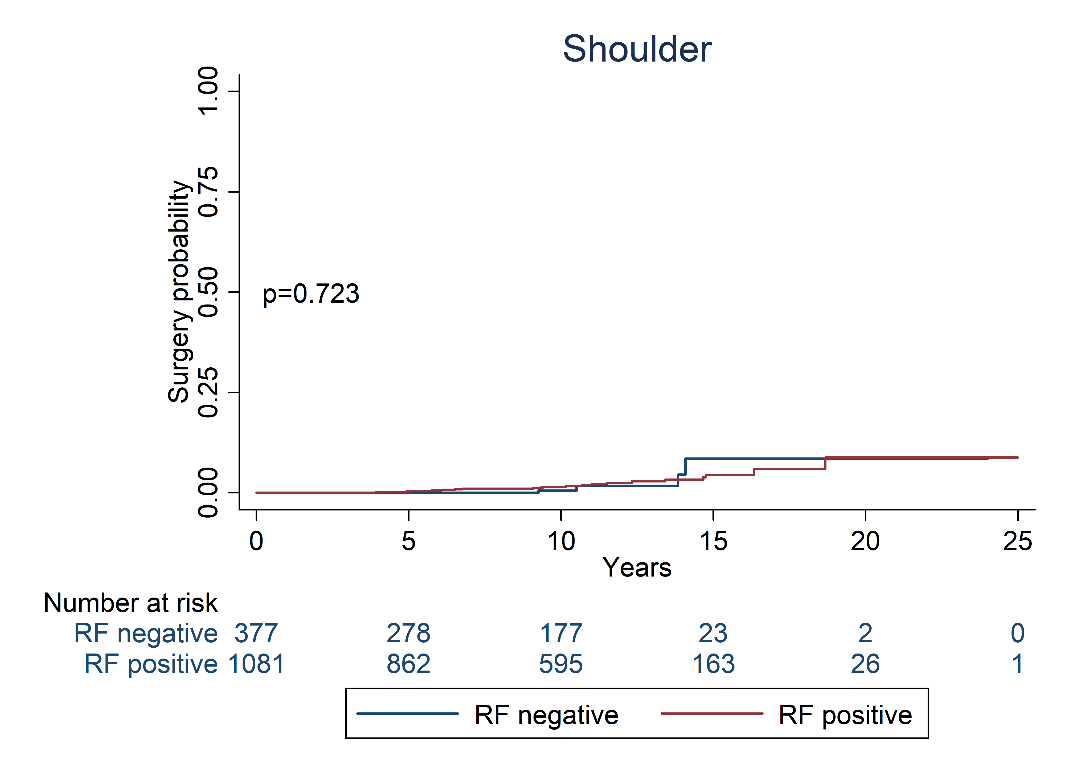 Shoulder
1.00
0.75
0.50
0.25
0.00
Surgery probability
p=0.723
0 5 10 15 20 25
Years
Number at risk
RF negative 377 278 177 23 2 0
RF positive 1081 862 595 163 26 1
RF negative RF positive